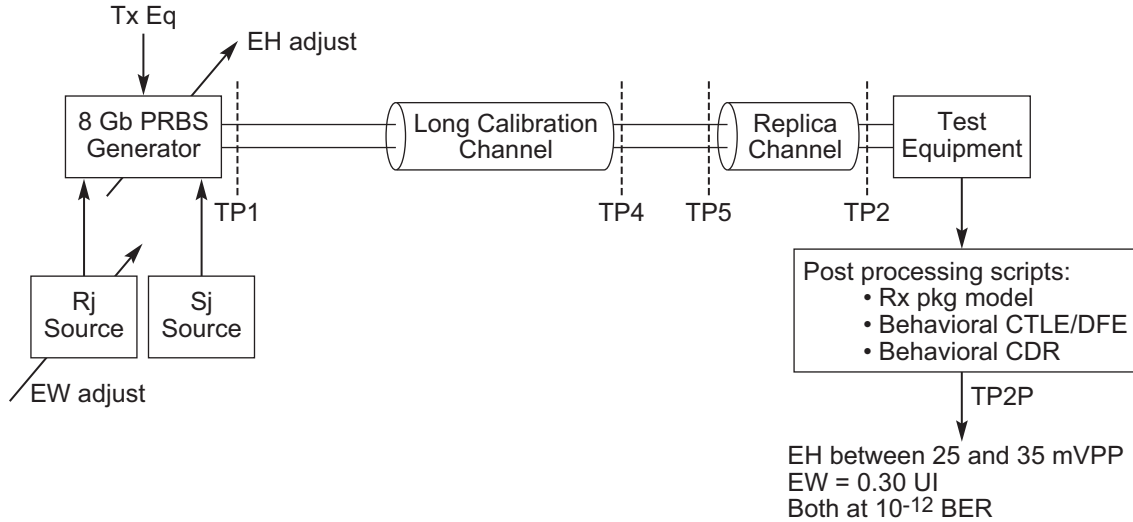 Tx Eq
EH adjust
8 Gb PRBS
Generator
Long Calibration
Channel
Replica
Channel
Test
Equipment
TP1
TP4
TP5
TP2
Rj
Source
Sj
Source
EW adjust
Post processing scripts:
• Rx pkg model
• Behavioral CTLE/DFE
• Behavioral CDR
TP2P
EH between 25 and 35 mVPP
EW = 0.30 UI
Both at 10-12 BER